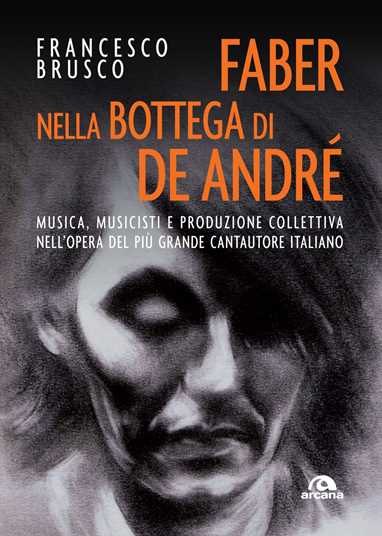 FRANCESCO
BRUSCO
FABER
NELLA BOTTEGA DI
DE ANDRÉ
MUSICA, MUSICISTI E PRODUZIONE COLLETTIVA
NELL'OPERA DEL PIÙ GRANDE CANTAUTORE ITALIANO
arcana